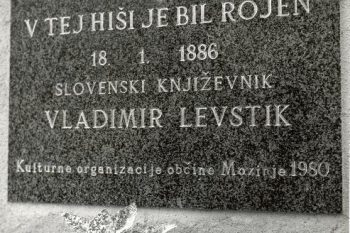 V TEJ HIŠI JE BIL ROJEN
18. 1. 1886
SLOVENSKI KNJIŽEVNIK
VLADIMIR LEVSTIK
Kulturne organizacije občine Mozirje 1980